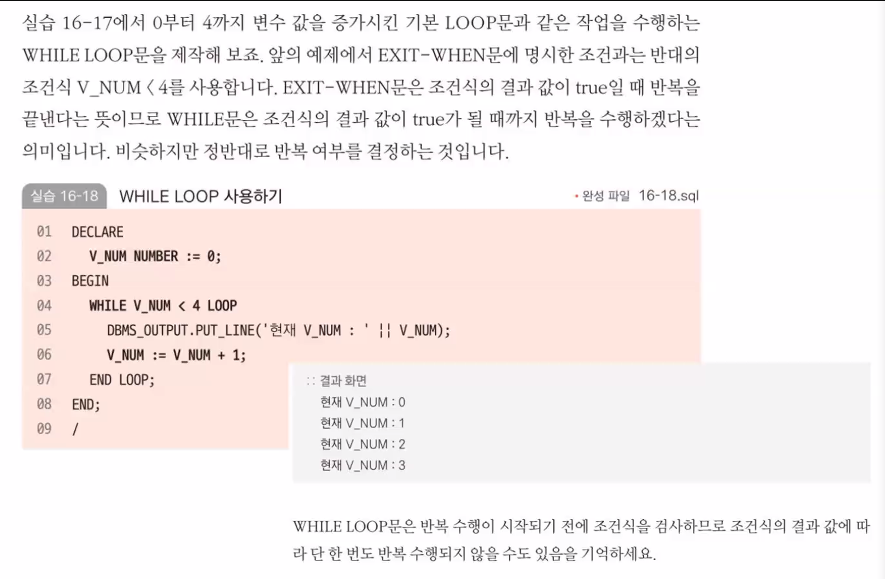 실습 16-17에서 0부터 4까지 변수 값을 증가시킨 기본 LOOP문과 같은 작업을 수행하는
WHILE LOOP문을 제작해 보죠. 앞의 예제에서 EXIT-WHEN문에 명시한 조건과는 반대의
조건식 V_NUM < 4를 사용합니다. EXIT-WHEN문은 조건식의 결과 값이 true일 때 반복을
끝낸다는 뜻이므로 WHILE문은 조건식의 결과 값이 true가 될 때까지 반복을 수행하겠다는
의미입니다. 비슷하지만 정반대로 반복 여부를 결정하는 것입니다.
실습 16-18 WHILE LOOP 사용하기 • 완성 파일 16-18.sql
01 DECLARE
02 V_NUM NUMBER := 0;
03 BEGIN
04 WHILE V_NUM < 4 LOOP
05 DBMS_OUTPUT.PUT_LINE('현재 V_NUM : ' || V_NUM);
06 V_NUM := V_NUM + 1;
07 END LOOP;
08 END;
09 /
:: 결과 화면
현재 V_NUM : 0
현재 V_NUM : 1
현재 V_NUM : 2
현재 V_NUM : 3
WHILE LOOP문은 반복 수행이 시작되기 전에 조건식을 검사하므로 조건식의 결과 값에 따
라 단 한 번도 반복 수행되지 않을 수도 있음을 기억하세요.